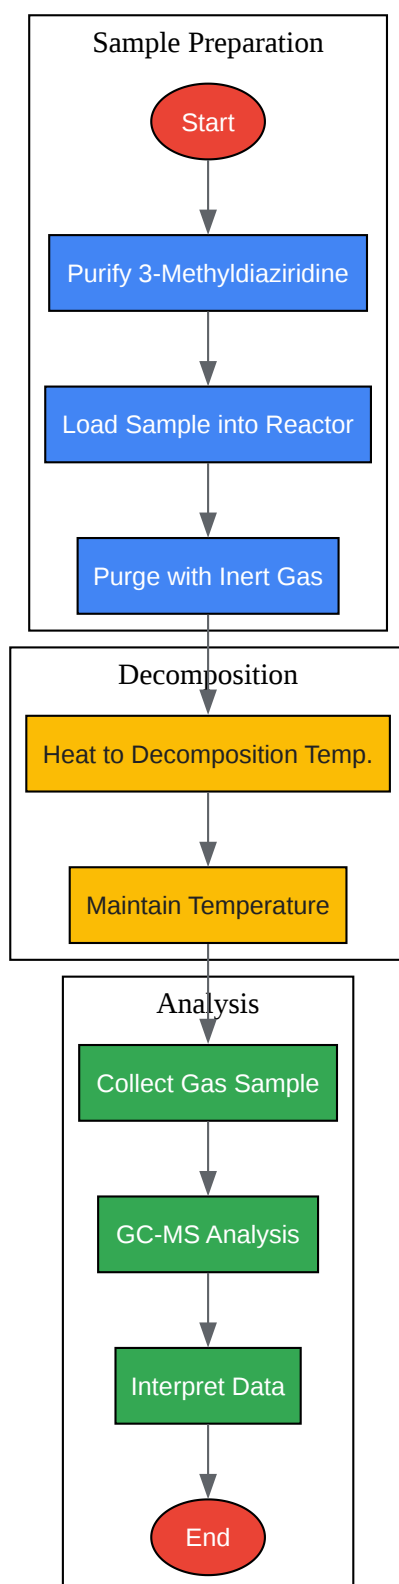 Sample Preparation
Start
Purify 3-Methyldiaziridine
Load Sample into Reactor
Purge with Inert Gas
Decomposition
Heat to Decomposition Temp.
Maintain Temperature
Analysis
Collect Gas Sample
GC-MS Analysis
Interpret Data
End